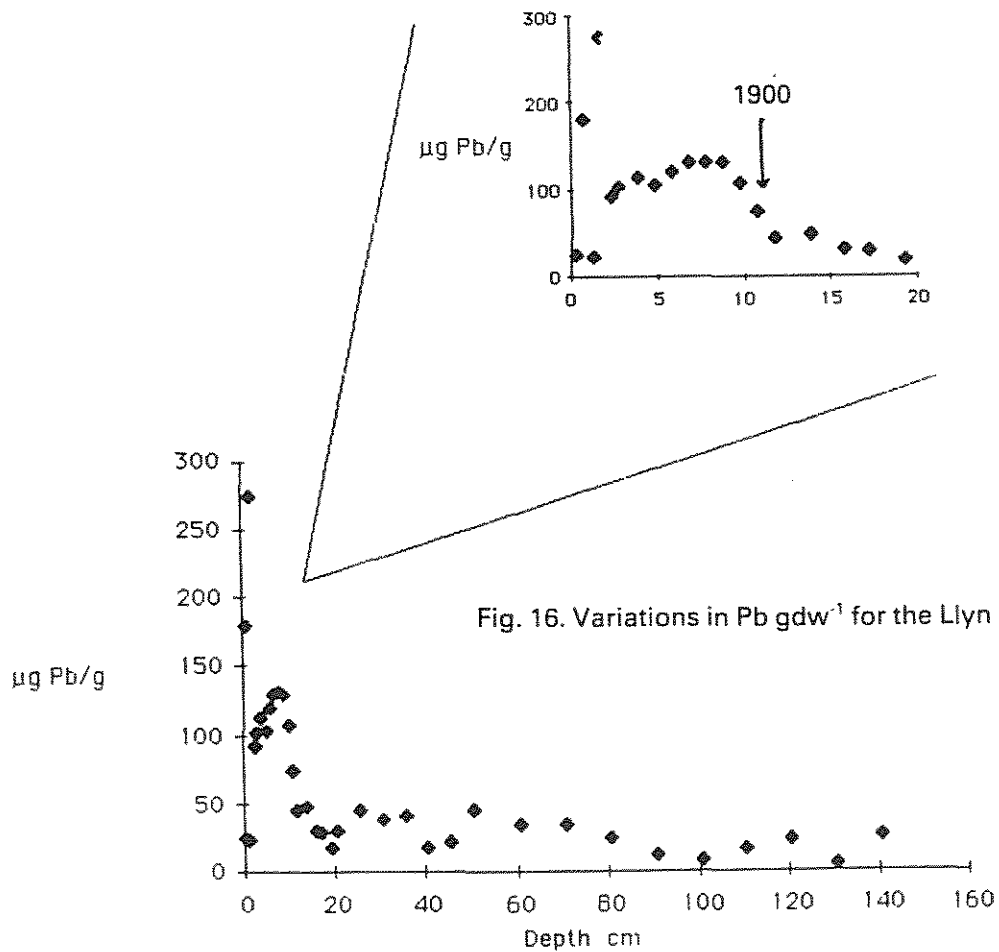 300
200
100
0
µg Pb/g
1900
0 5 10 15 20
300
250
200
150
100
50
0
µg Pb/g
Fig. 16. Variations in Pb gdw⁻¹ for the Llyn
0 20 40 60 80 100 120 140 160
Depth cm